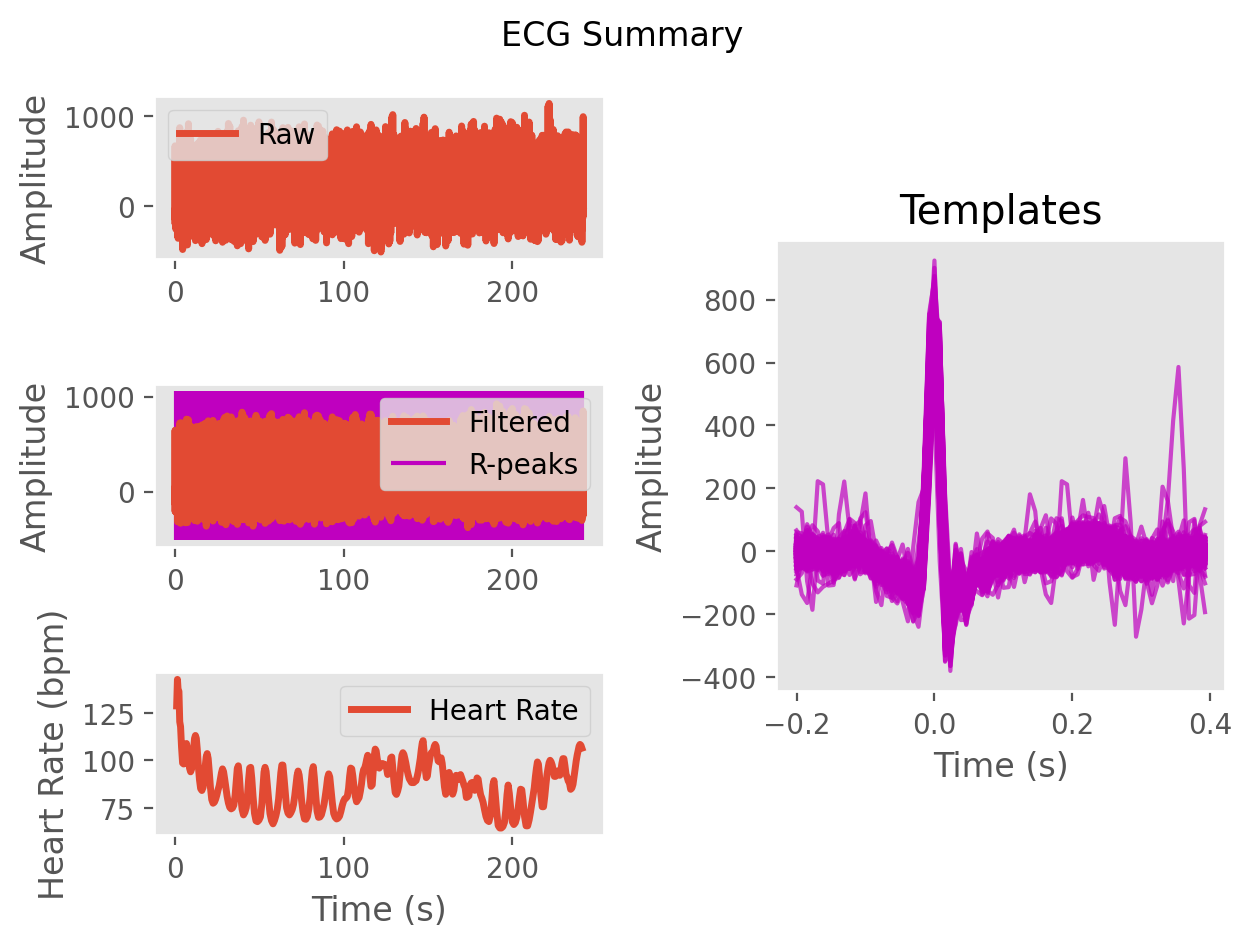 ECG Summary
Amplitude
1000
0
Raw
0
100
200
Amplitude
1000
0
Filtered
R-peaks
0
100
200
Heart Rate (bpm)
125
100
75
Heart Rate
0
100
200
Time (s)
Templates
Amplitude
800
600
400
200
0
−200
−400
−0.2
0.0
0.2
0.4
Time (s)